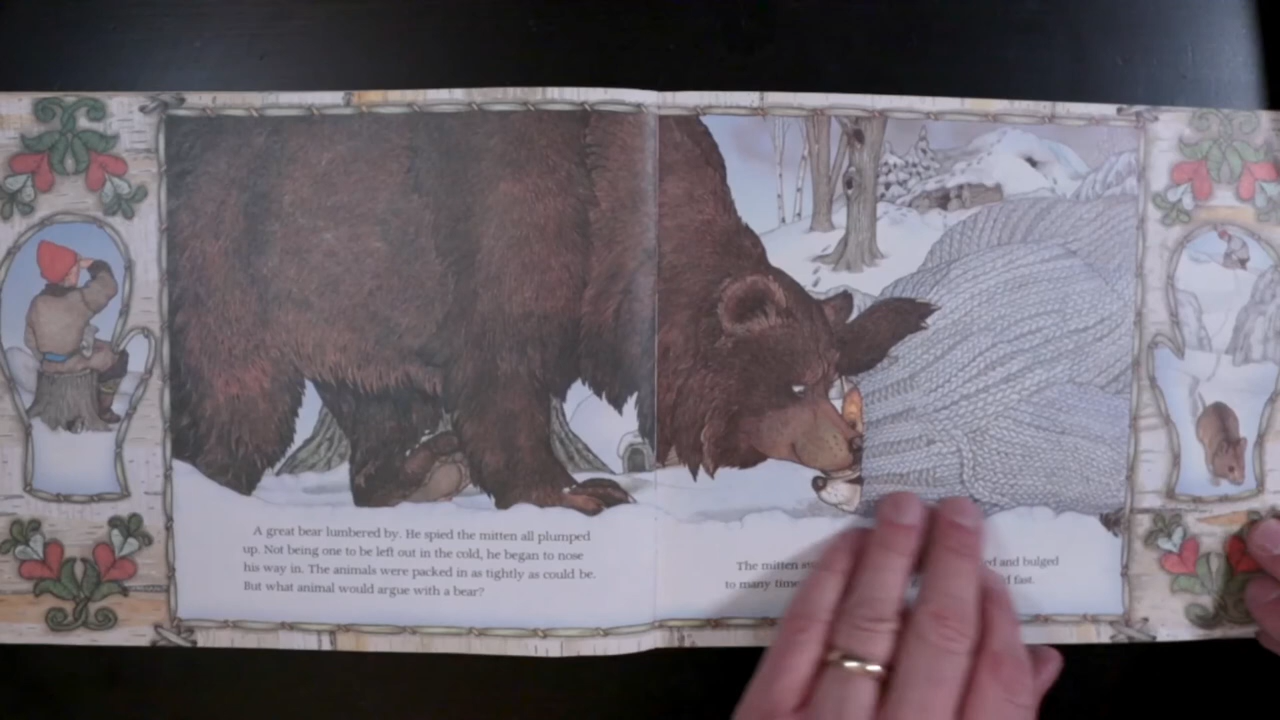 A great bear lumbered by. He spied the mitten all plumped
up. Not being one to be left out in the cold, he began to nose
his way in. The animals were packed in as tightly as could be.
But what animal would argue with a bear?
The mitten and bulged
to many fast.